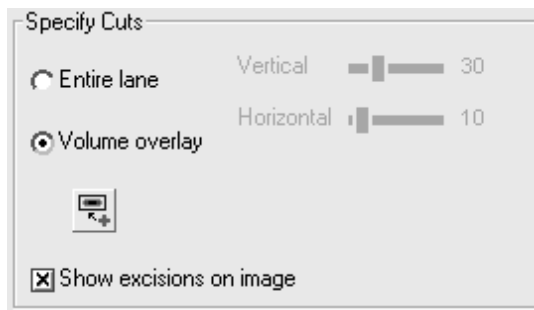 Specify Cuts
Entire lane
Vertical 30
Horizontal 10
Volume overlay
Show excisions on image